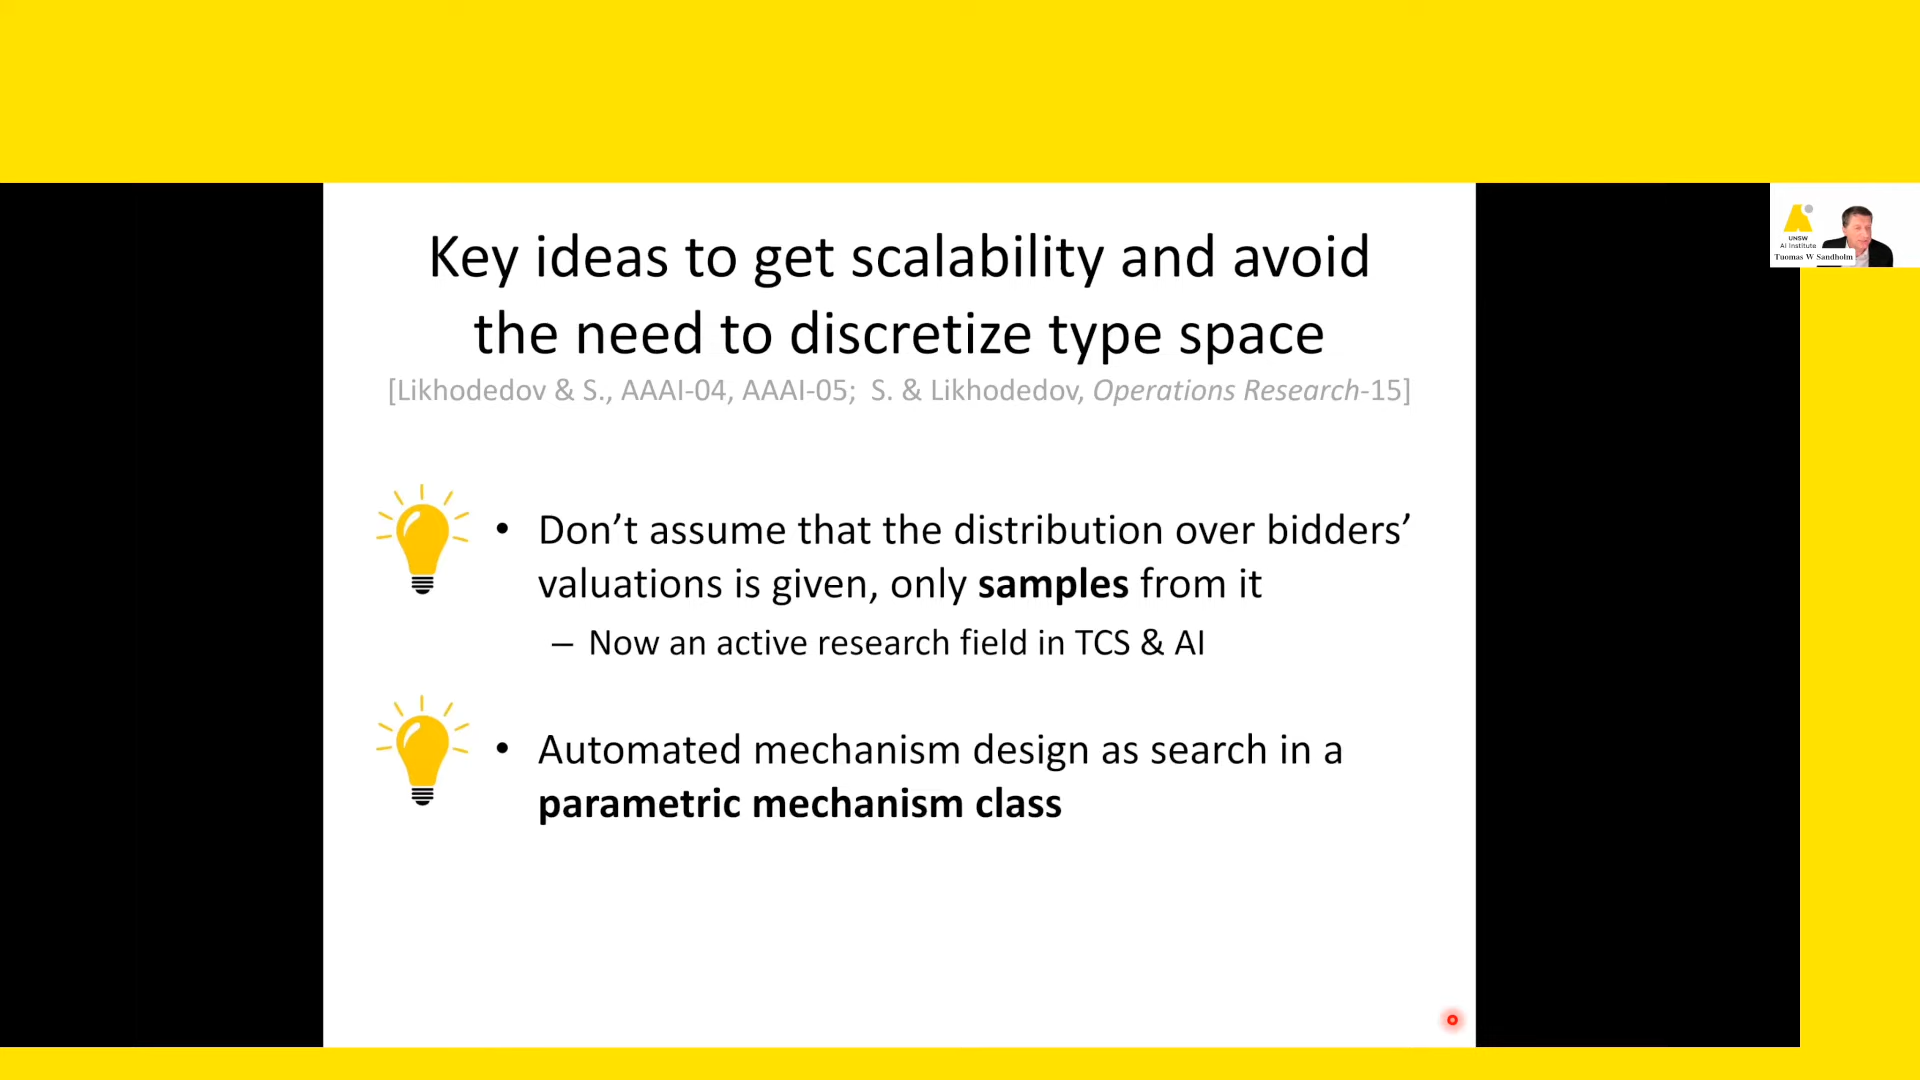 Key ideas to get scalability and avoid
the need to discretize type space
[Likhodedov & S., AAAI-04, AAAI-05; S. & Likhodedov, Operations Research-15]
• Don’t assume that the distribution over bidders’
valuations is given, only samples from it
– Now an active research field in TCS & AI
• Automated mechanism design as search in a
parametric mechanism class
UNSW
AI Institute
Tuomas W Sandholm